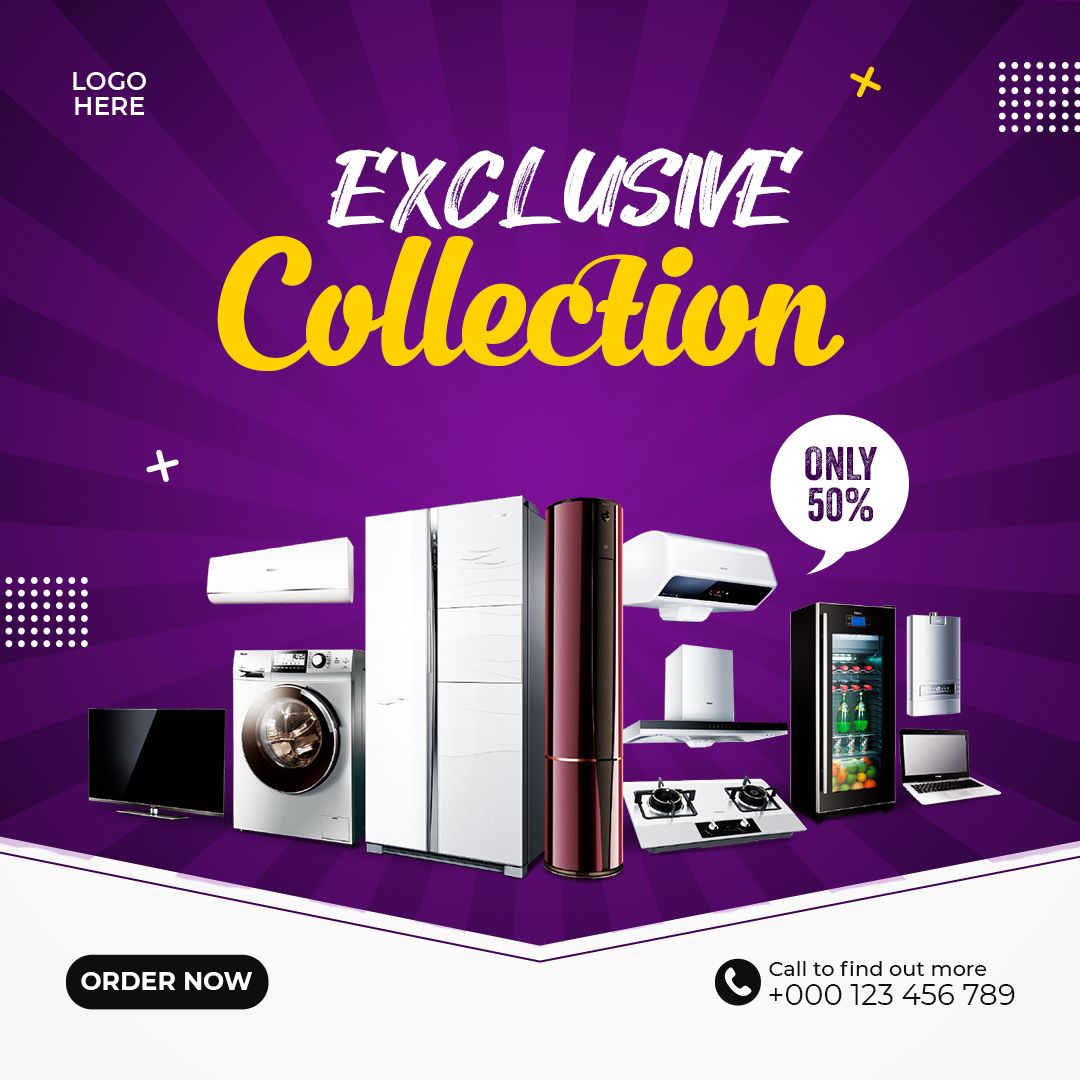 LOGO
HERE
EXCLUSIVE
Collection
ONLY
50%
ORDER NOW
Call to find out more
+000 123 456 789